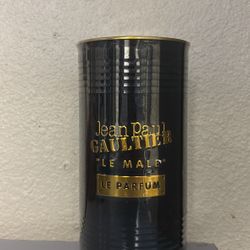 Jean Paul
GAULTIER
"LE MALE"
LE PARFUM